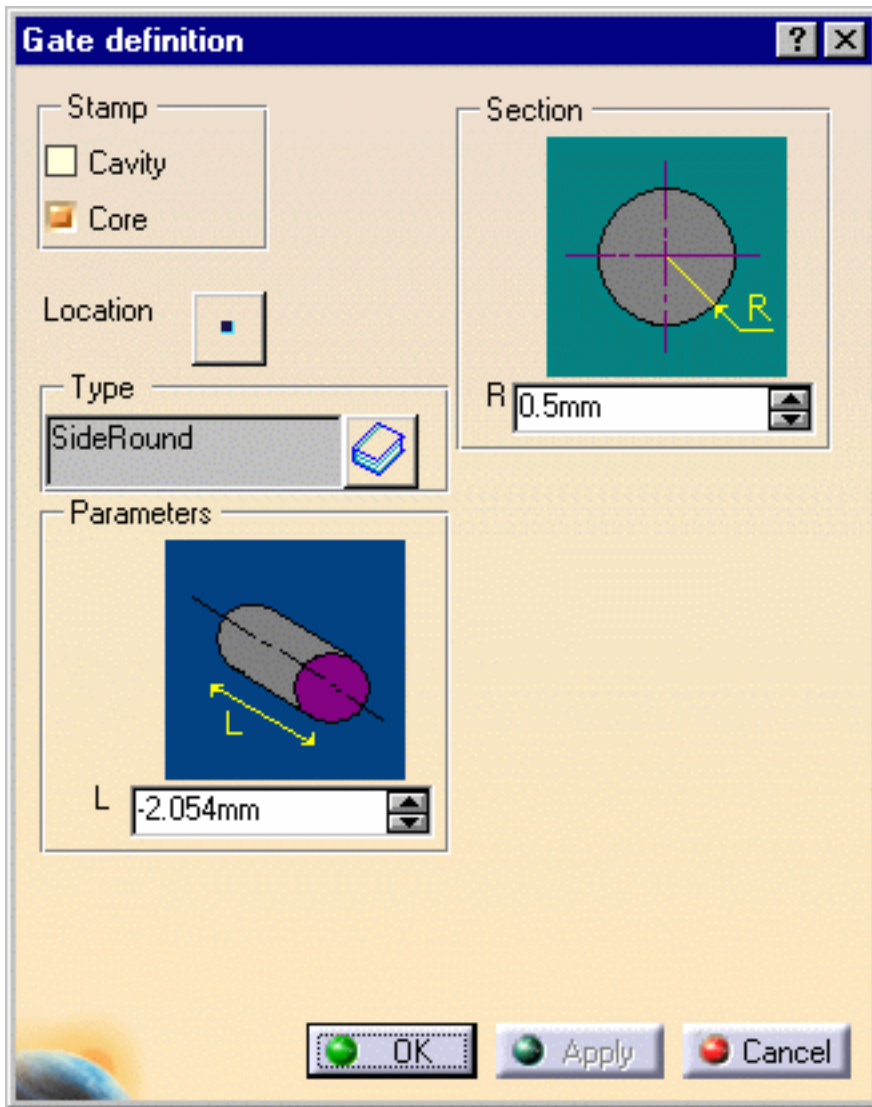 Gate definition
Stamp
Cavity
Core
Location
Type
SideRound
Parameters
L
L
-2.054mm
Section
R
R
0.5mm
OK
Apply
Cancel